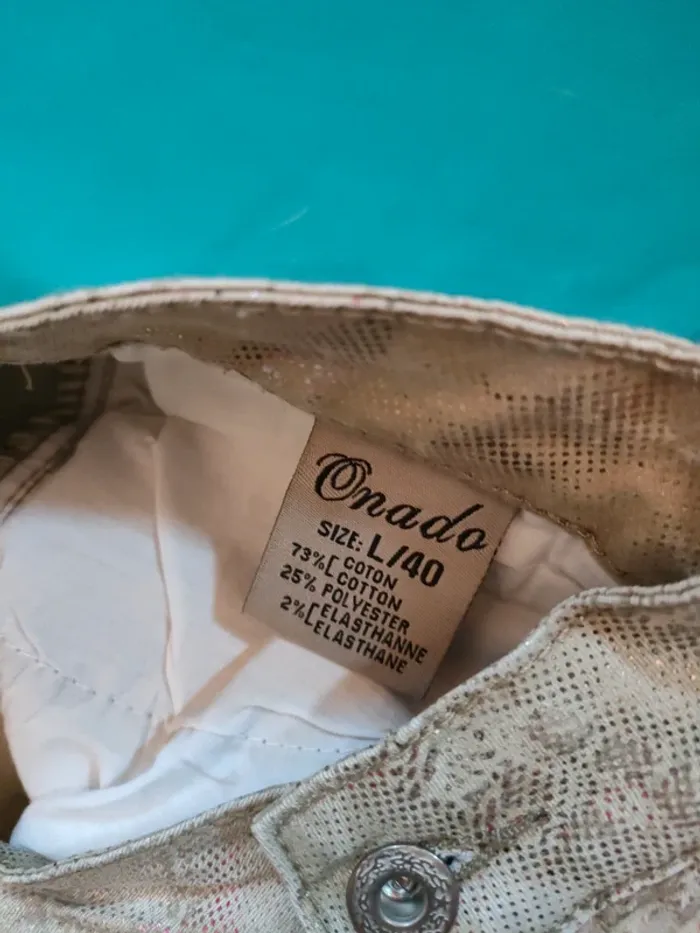 Onado
SIZE: L/40
73%[ COTON
COTTON
25% POLYESTER
2%[ELASTHANNE
ELASTHANE